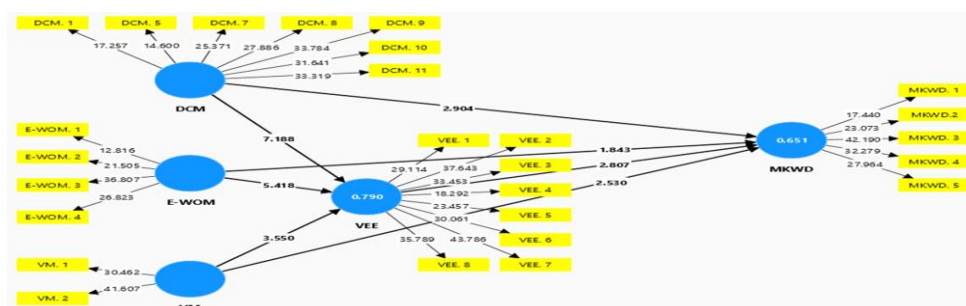 DCM. 1 DCM. 5 DCM. 7 DCM. 8 DCM. 9
17.257 14.600 25.371 27.886 33.784
DCM. 10
31.641
33.319
DCM. 11
DCM
2.904
7.188
MKWD. 1
17.440
MKWD.2
23.073
0.651
42.190
MKWD. 3
32.279
MKWD. 4
27.964
MKWD. 5
MKWD
E-WOM. 1
12.816
E-WOM. 2
21.505
E-WOM. 3
36.807
26.823
E-WOM. 4
E-WOM
1.843
2.807
2.530
5.418
VEE. 1 VEE. 2
29.114 37.643
VEE. 3
33.453
0.790
18.292
VEE. 4
23.457
VEE. 5
30.061
VEE. 6
35.789 43.786
VEE. 8 VEE. 7
VEE
3.550
VM. 1
30.462
41.607
VM. 2